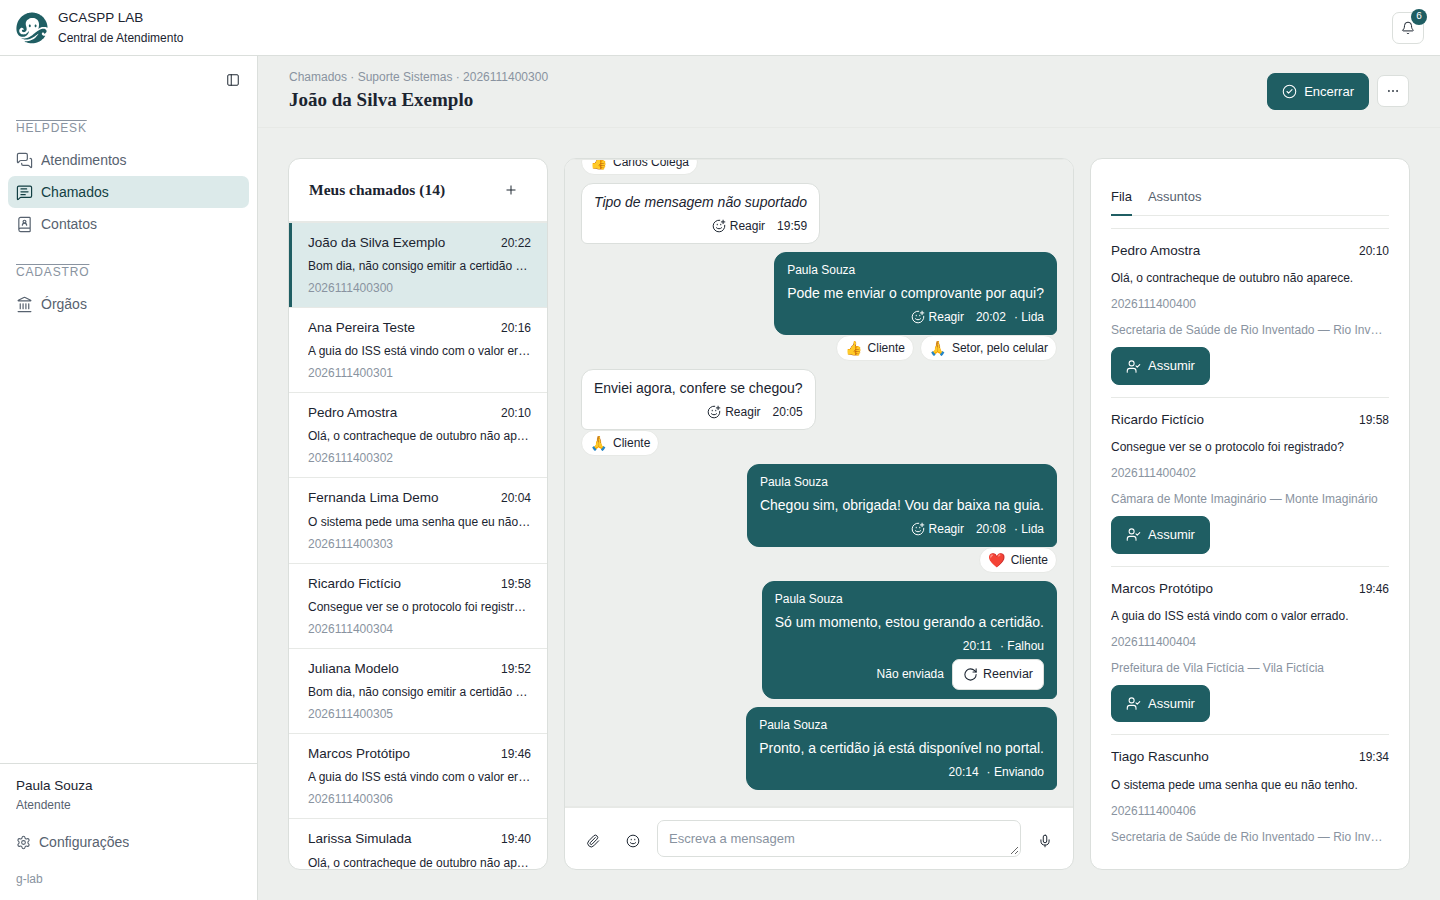 GCASPP LAB
Central de Atendimento
6
HELPDESK
Atendimentos
Chamados
Contatos
CADASTRO
Órgãos
Paula Souza
Atendente
Configurações
g-lab
Chamados · Suporte Sistemas · 2026111400300
João da Silva Exemplo
Encerrar
Meus chamados (14)
João da Silva Exemplo 20:22
Bom dia, não consigo emitir a certidão …
2026111400300
Ana Pereira Teste 20:16
A guia do ISS está vindo com o valor er…
2026111400301
Pedro Amostra 20:10
Olá, o contracheque de outubro não ap…
2026111400302
Fernanda Lima Demo 20:04
O sistema pede uma senha que eu não…
2026111400303
Ricardo Fictício 19:58
Consegue ver se o protocolo foi registr…
2026111400304
Juliana Modelo 19:52
Bom dia, não consigo emitir a certidão …
2026111400305
Marcos Protótipo 19:46
A guia do ISS está vindo com o valor er…
2026111400306
Larissa Simulada 19:40
Olá, o contracheque de outubro não ap…
👍 Carlos Colega
Tipo de mensagem não suportado
Reagir 19:59
Paula Souza
Pode me enviar o comprovante por aqui?
Reagir 20:02 · Lida
👍 Cliente 🙏 Setor, pelo celular
Enviei agora, confere se chegou?
Reagir 20:05
🙏 Cliente
Paula Souza
Chegou sim, obrigada! Vou dar baixa na guia.
Reagir 20:08 · Lida
❤️ Cliente
Paula Souza
Só um momento, estou gerando a certidão.
20:11 · Falhou
Não enviada Reenviar
Paula Souza
Pronto, a certidão já está disponível no portal.
20:14 · Enviando
Escreva a mensagem
Fila Assuntos
Pedro Amostra 20:10
Olá, o contracheque de outubro não aparece.
2026111400400
Secretaria de Saúde de Rio Inventado — Rio Inv…
Assumir
Ricardo Fictício 19:58
Consegue ver se o protocolo foi registrado?
2026111400402
Câmara de Monte Imaginário — Monte Imaginário
Assumir
Marcos Protótipo 19:46
A guia do ISS está vindo com o valor errado.
2026111400404
Prefeitura de Vila Fictícia — Vila Fictícia
Assumir
Tiago Rascunho 19:34
O sistema pede uma senha que eu não tenho.
2026111400406
Secretaria de Saúde de Rio Inventado — Rio Inv…